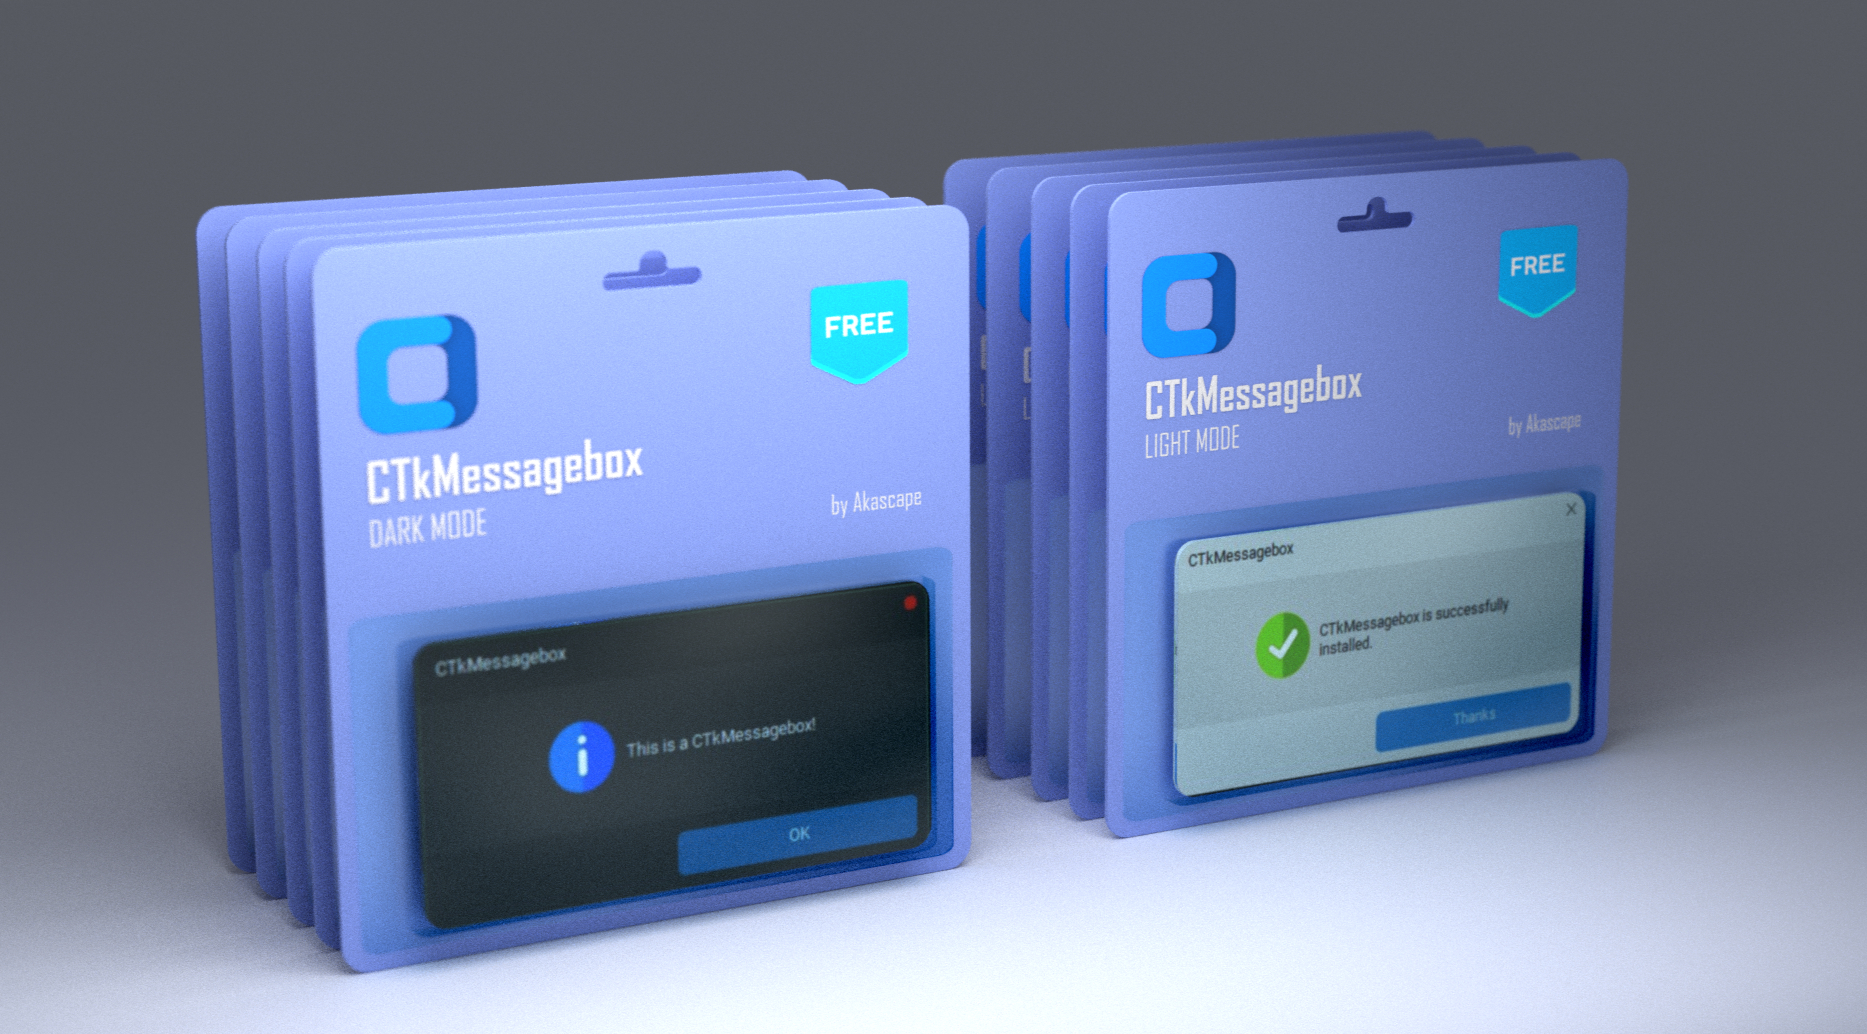 FREE
CTkMessagebox
DARK MODE
by Akascape
CTkMessagebox
This is a CTkMessagebox!
OK
FREE
CTkMessagebox
LIGHT MODE
by Akascape
CTkMessagebox
CTkMessagebox is successfully
installed.
Thanks